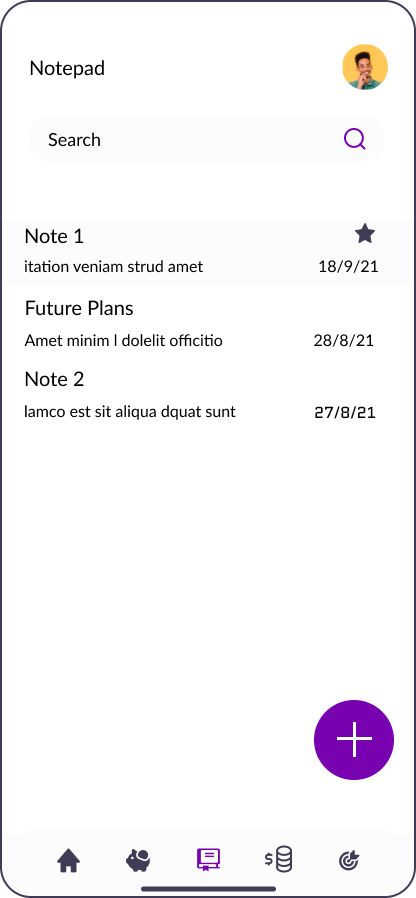 Notepad
Search
Note 1
itation veniam strud amet 18/9/21
Future Plans
Amet minim l dolelit officitio 28/8/21
Note 2
lamco est sit aliqua dquat sunt 27/8/21
$